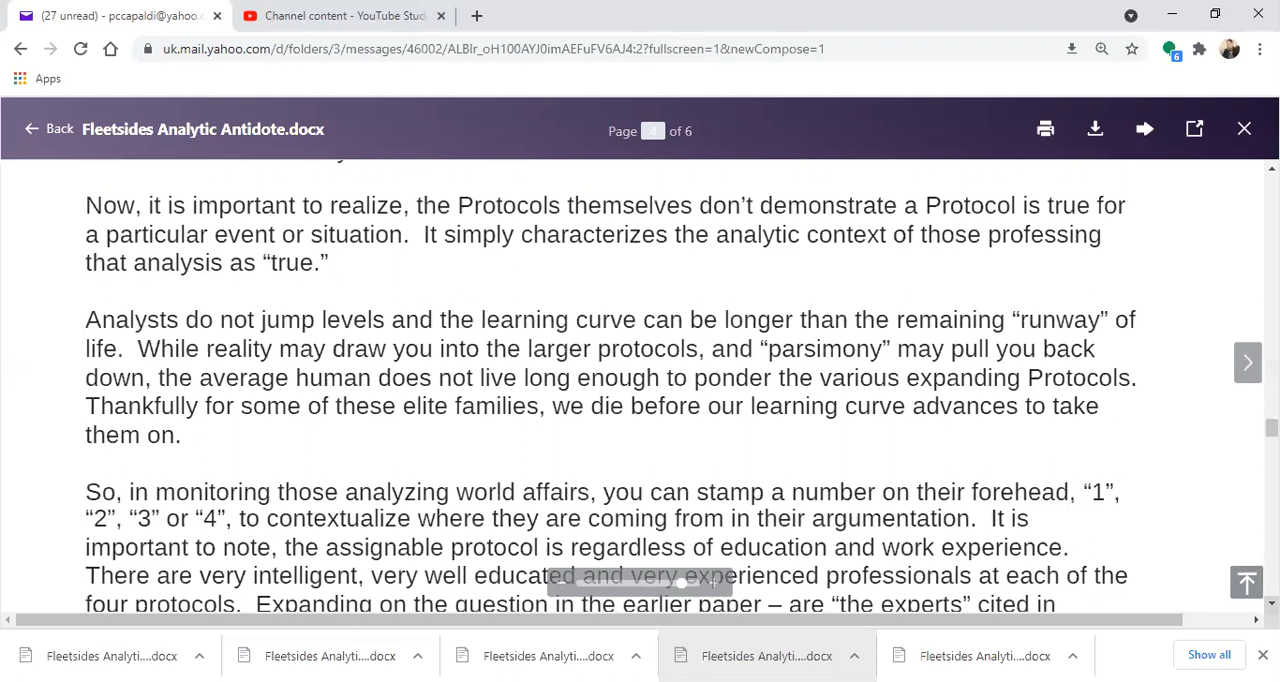 (27 unread) - pccapaldi@yahoo.c
Channel content - YouTube Stud
uk.mail.yahoo.com/d/folders/3/messages/46002/ALBlr_oH100AYJ0imAEFuFV6AJ4:2?fullscreen=1&newCompose=1
6
Apps
Back Fleetsides Analytic Antidote.docx
Page 4 of 6
Now, it is important to realize, the Protocols themselves don’t demonstrate a Protocol is true for
a particular event or situation. It simply characterizes the analytic context of those professing
that analysis as “true.”
Analysts do not jump levels and the learning curve can be longer than the remaining “runway” of
life. While reality may draw you into the larger protocols, and “parsimony” may pull you back
down, the average human does not live long enough to ponder the various expanding Protocols.
Thankfully for some of these elite families, we die before our learning curve advances to take
them on.
So, in monitoring those analyzing world affairs, you can stamp a number on their forehead, “1”,
“2”, “3” or “4”, to contextualize where they are coming from in their argumentation. It is
important to note, the assignable protocol is regardless of education and work experience.
There are very intelligent, very well educated and very experienced professionals at each of the
four protocols. Expanding on the question in the earlier paper – are “the experts” cited in
Fleetsides Analyti....docx
Fleetsides Analyti....docx
Fleetsides Analyti....docx
Fleetsides Analyti....docx
Fleetsides Analyti....docx
Show all